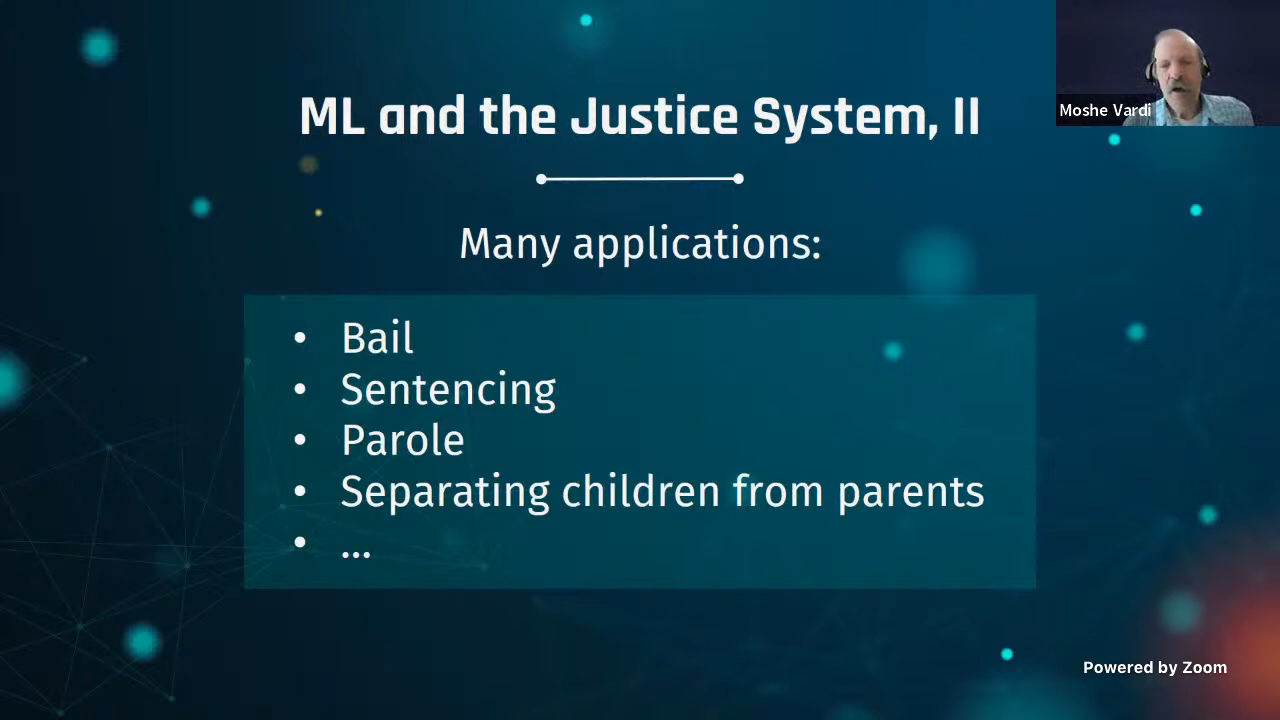 ML and the Justice System, II
Moshe Vardi
Many applications:
• Bail
• Sentencing
• Parole
• Separating children from parents
• ...
Powered by Zoom